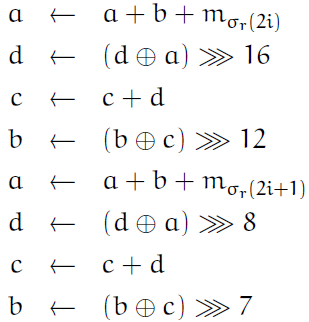 a ← a + b + m_{σ_r(2i)}
d ← (d ⊕ a) ⋙ 16
c ← c + d
b ← (b ⊕ c) ⋙ 12
a ← a + b + m_{σ_r(2i+1)}
d ← (d ⊕ a) ⋙ 8
c ← c + d
b ← (b ⊕ c) ⋙ 7